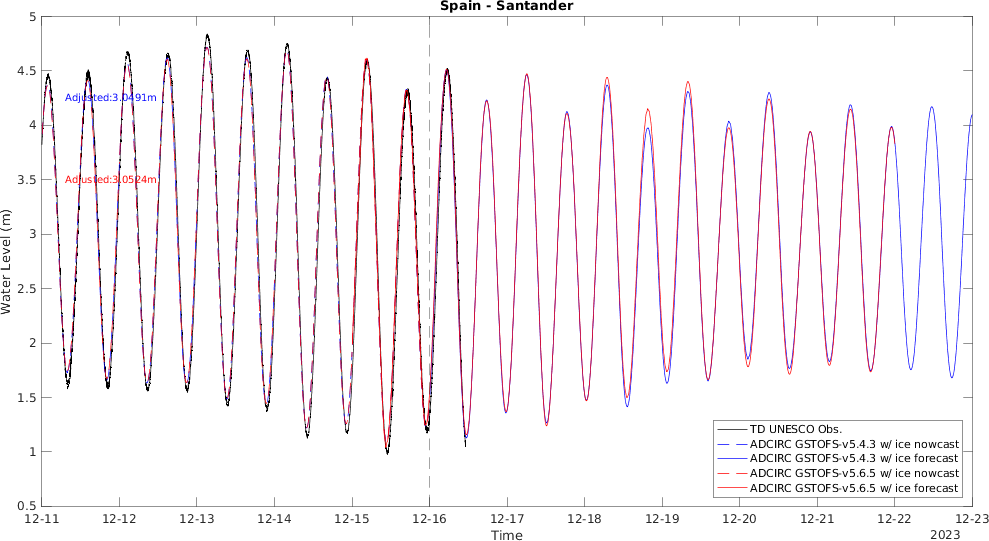 Spain - Santander
5
4.5
4
3.5
3
2.5
2
1.5
1
0.5
Water Level (m)
Adjusted:3.0491m
Adjusted:3.0524m
TD UNESCO Obs.
ADCIRC GSTOFS-v5.4.3 w/ ice nowcast
ADCIRC GSTOFS-v5.4.3 w/ ice forecast
ADCIRC GSTOFS-v5.6.5 w/ ice nowcast
ADCIRC GSTOFS-v5.6.5 w/ ice forecast
12-11 12-12 12-13 12-14 12-15 12-16 12-17 12-18 12-19 12-20 12-21 12-22 12-23
Time
2023